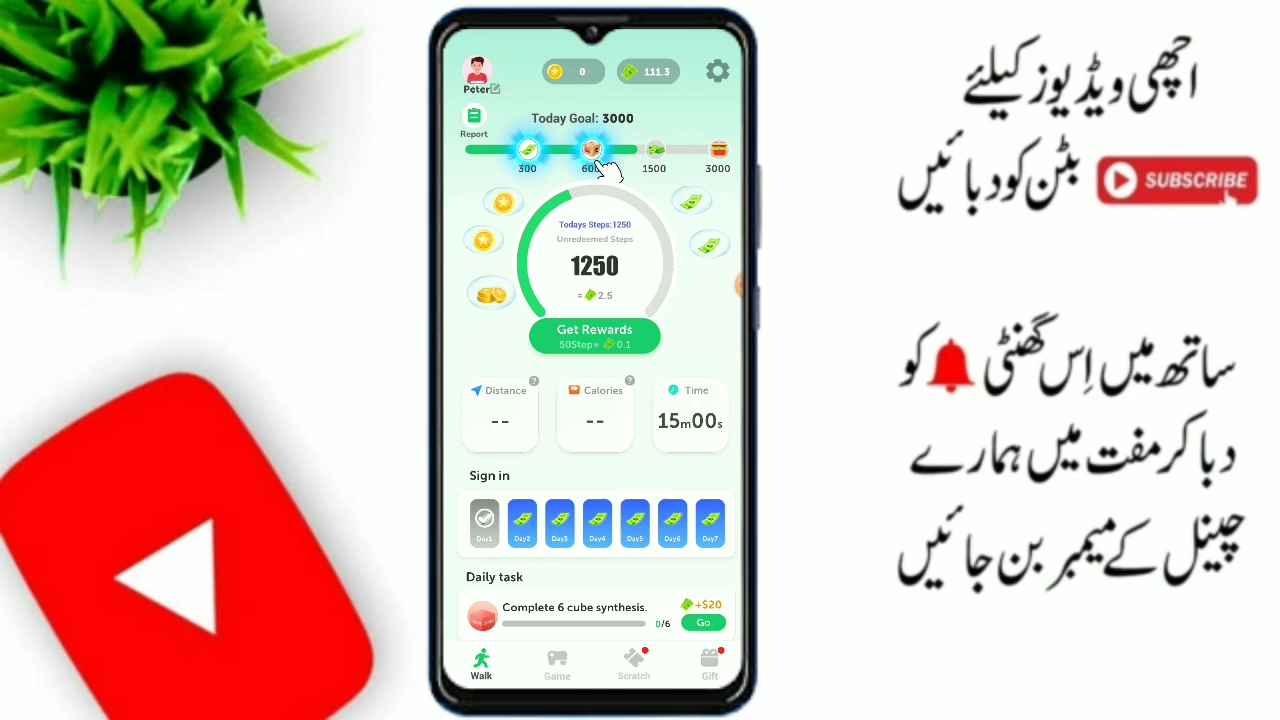 Peter
0
111.3
Report
Today Goal: 3000
300
600
1500
3000
Todays Steps:1250
Unredeemed Steps
1250
= 2.5
Get Rewards
50Step= 0.1
Distance ?
Calories ?
Time
--
--
15m00s
Sign in
Day1
Day2
Day3
Day4
Day5
Day6
Day7
Daily task
Complete 6 cube synthesis.
+$20
0/6
Go
Walk
Game
Scratch
Gift
اچھی ویڈیوز کیلئے
بٹن کو دبائیں SUBSCRIBE
ساتھ میں اِس گھنٹی کو
دبا کر مفت میں ہمارے
چینل کے میمبر بن جائیں